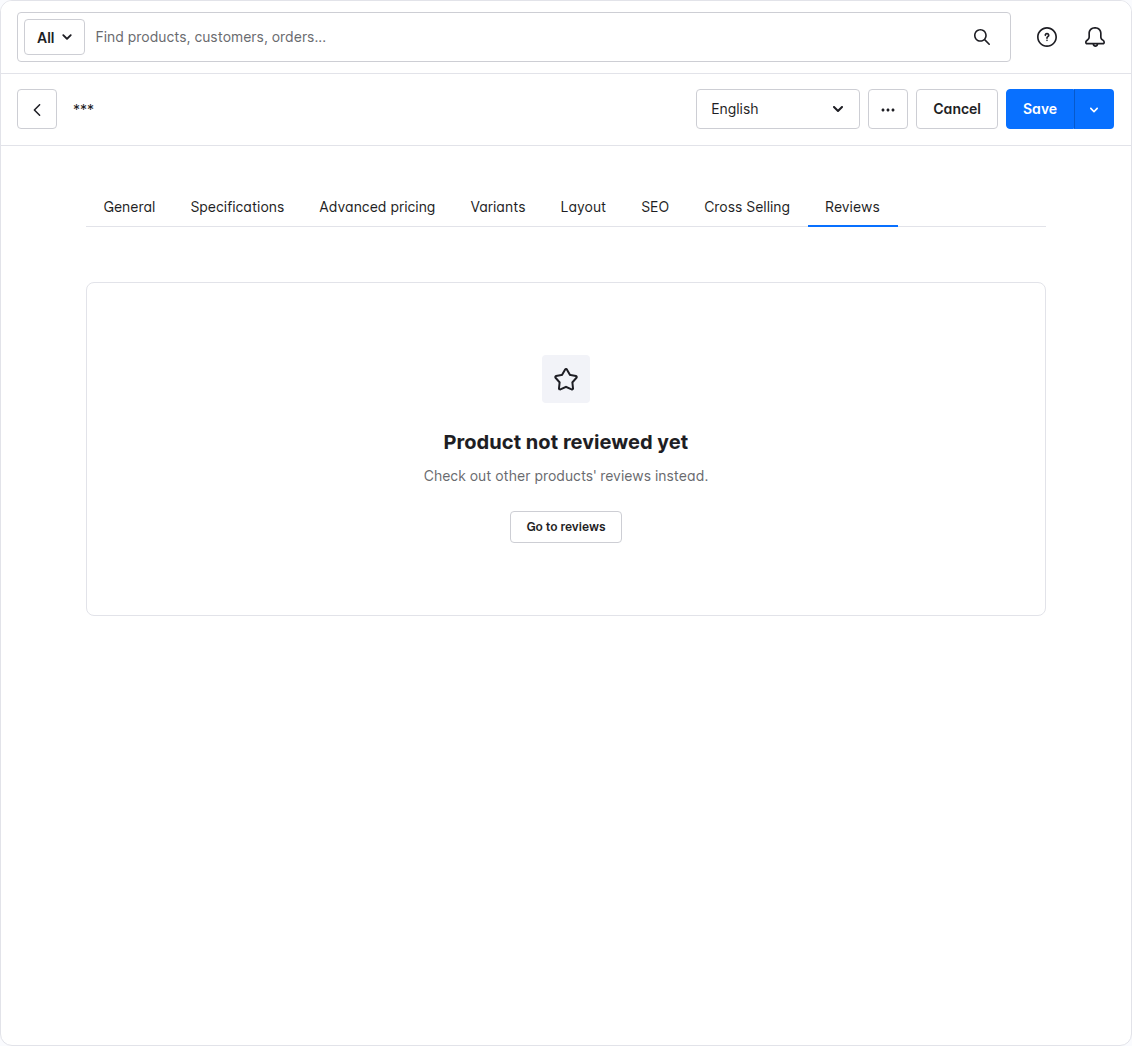 All
Find products, customers, orders...
***
English
Cancel
Save
General
Specifications
Advanced pricing
Variants
Layout
SEO
Cross Selling
Reviews
Product not reviewed yet
Check out other products' reviews instead.
Go to reviews